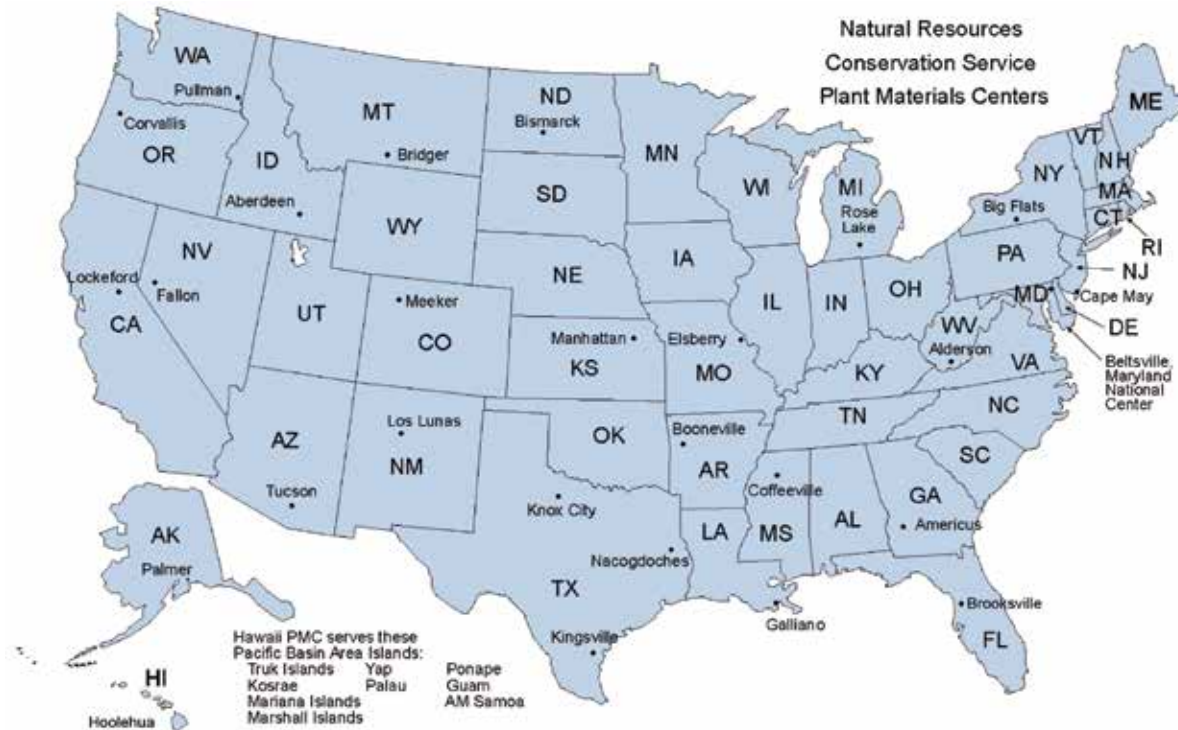 Natural Resources
Conservation Service
Plant Materials Centers
WA
Pullman
Corvallis
OR
ID
Aberdeen
MT
Bridger
ND
Bismarck
SD
MN
WI
MI
Rose
Lake
NY
Big Flats
VT
NH
ME
MA
CT
RI
NJ
Cape May
PA
MD
DE
Beltsville,
Maryland
National
Center
WY
NV
Fallon
Lockeford
CA
UT
Meeker
CO
NE
IA
Manhattan
KS
Elsberry
MO
IL
IN
OH
WV
Alderson
VA
KY
NC
TN
SC
AZ
Tucson
Los Lunas
NM
OK
Booneville
AR
Coffeeville
MS
AL
GA
Americus
LA
Knox City
Nacogdoches
TX
Kingsville
Galliano
Brooksville
FL
AK
Palmer
HI
Hoolehua
Hawaii PMC serves these
Pacific Basin Area Islands:
Truk Islands Yap Ponape
Kosrae Palau Guam
Mariana Islands AM Samoa
Marshall Islands